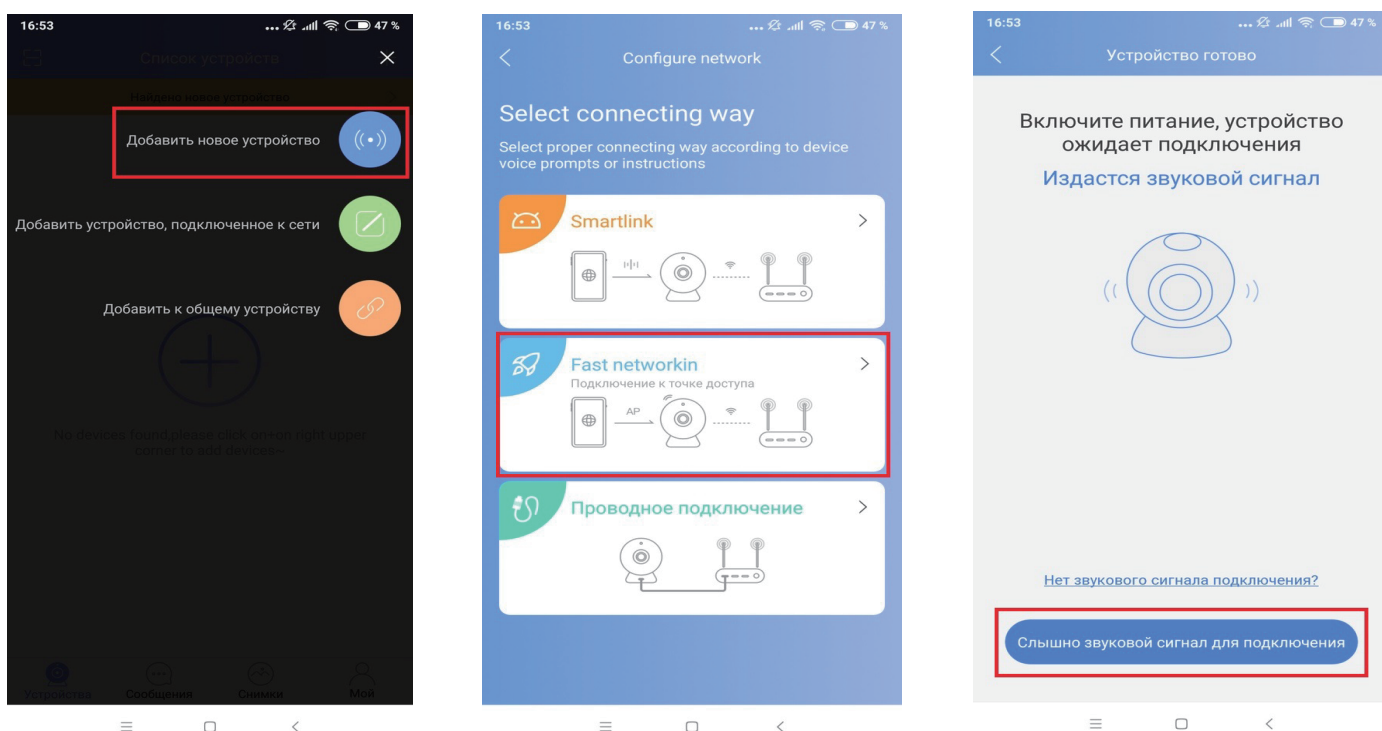 16:53
... 47 %
Список устройств
Найдено новое устройство
Добавить новое устройство
Добавить устройство, подключенное к сети
Добавить к общему устройству
No devices found,please click on+on right upper
corner to add devices~
Устройства
Сообщения
Снимки
Мой
16:53
... 47 %
Configure network
Select connecting way
Select proper connecting way according to device
voice prompts or instructions
Smartlink
Fast networkin
Подключение к точке доступа
AP
Проводное подключение
16:53
... 47 %
Устройство готово
Включите питание, устройство
ожидает подключения
Издастся звуковой сигнал
Нет звукового сигнала подключения?
Слышно звуковой сигнал для подключения